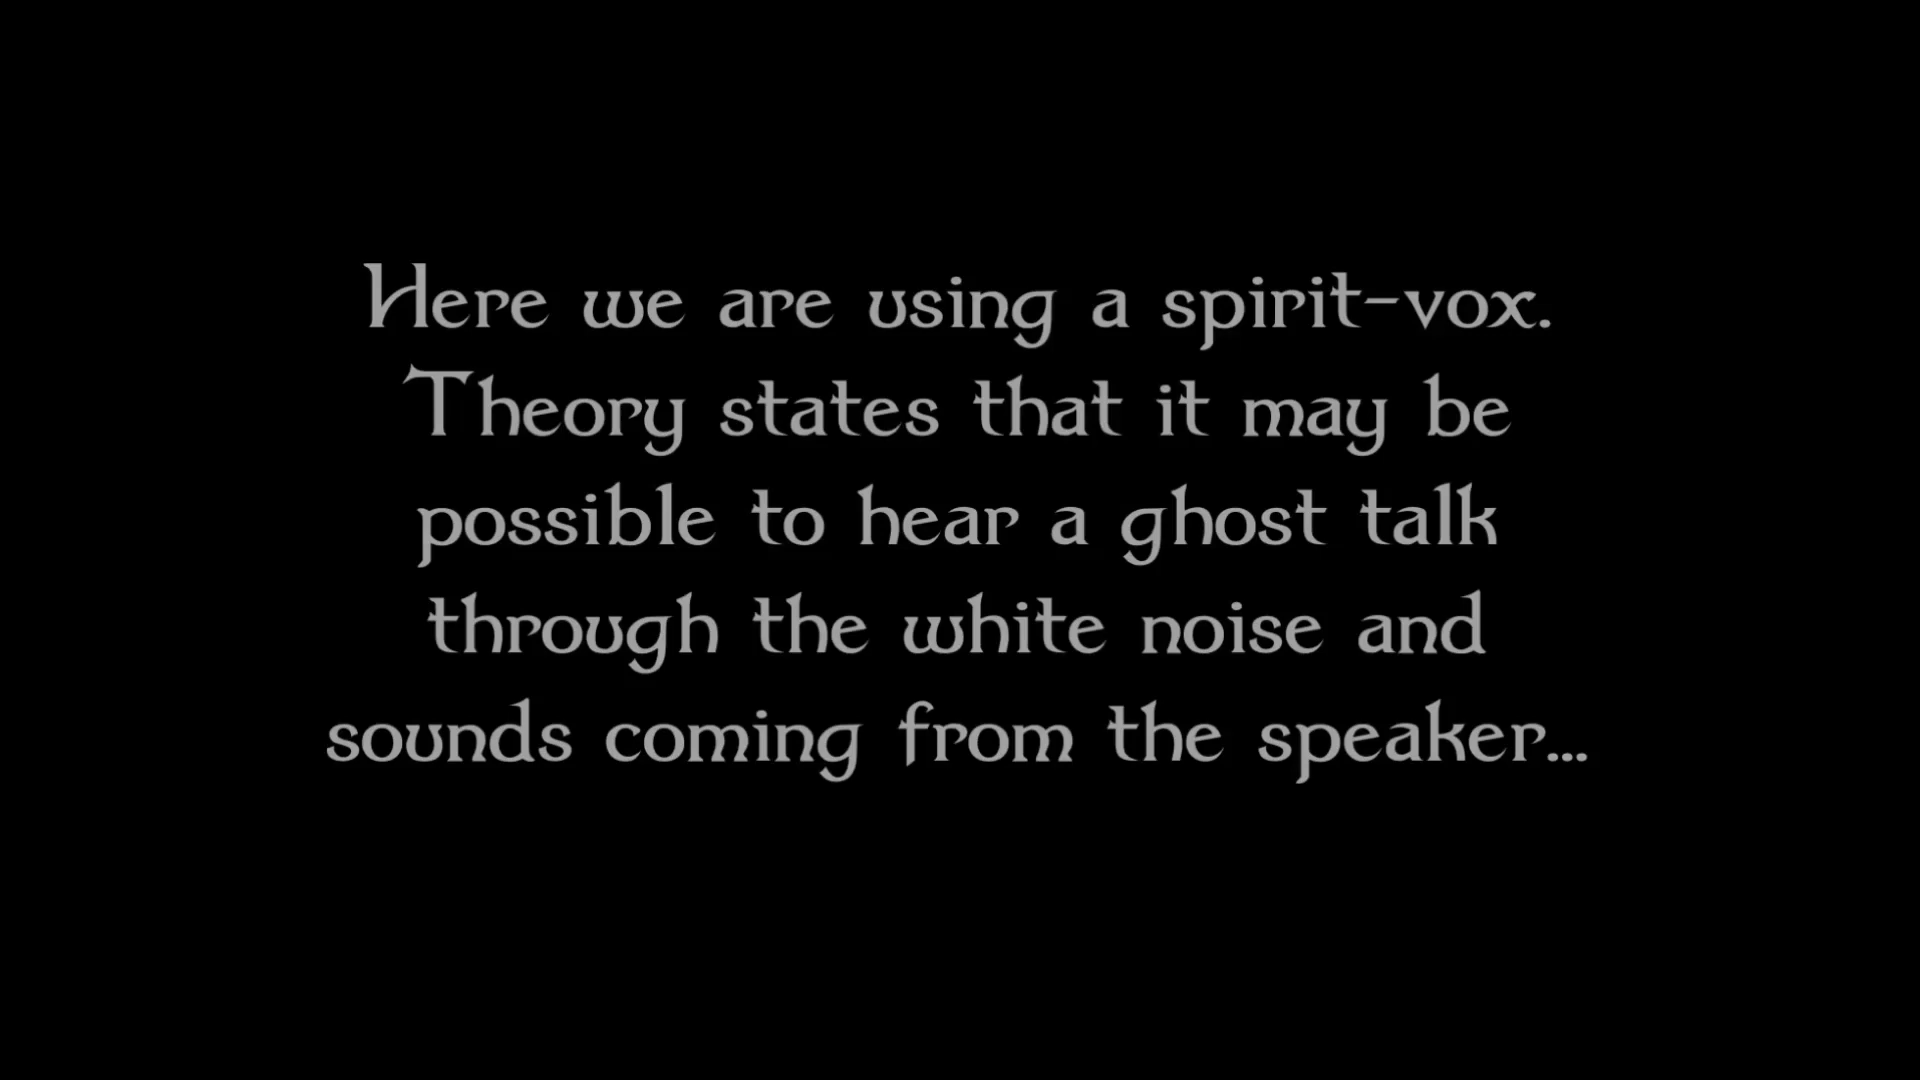 Here we are using a spirit-vox.
Theory states that it may be
possible to hear a ghost talk
through the white noise and
sounds coming from the speaker...